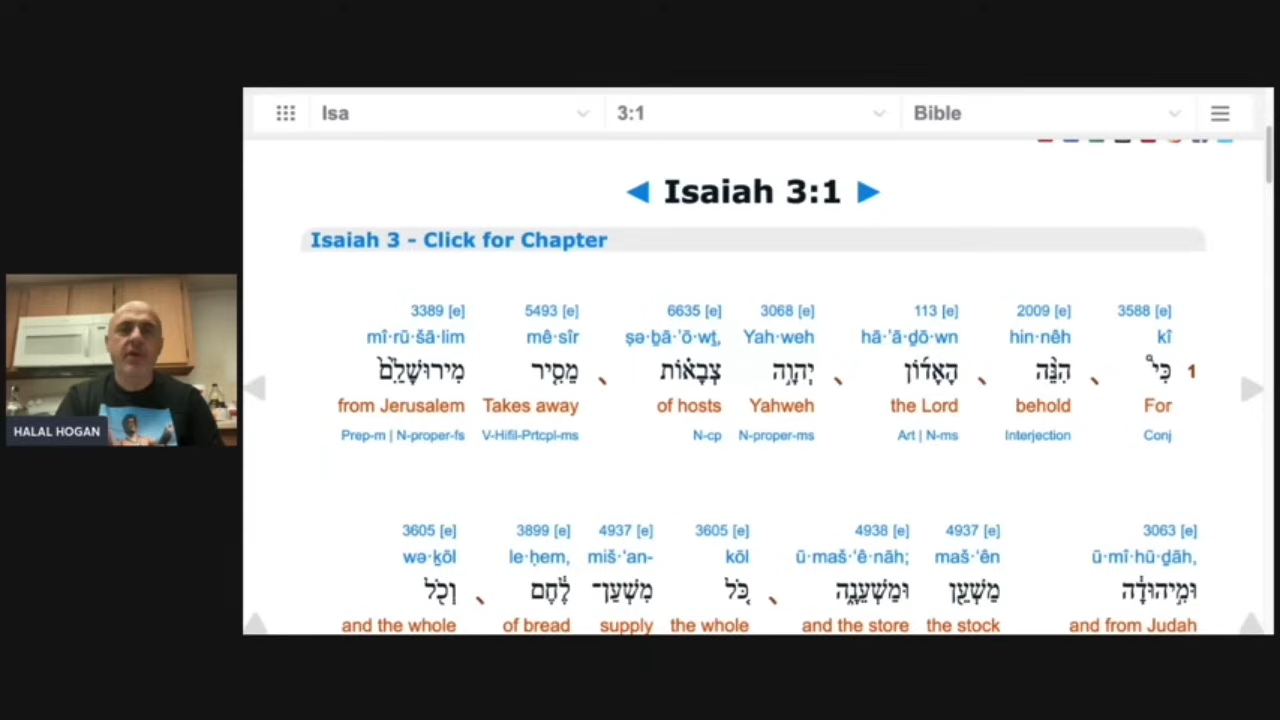 Isa 3:1 Bible
◄ Isaiah 3:1 ►
Isaiah 3 - Click for Chapter
3389 [e] 5493 [e] 6635 [e] 3068 [e] 113 [e] 2009 [e] 3588 [e]
mî·rū·šā·lim mê·sîr ṣə·ḇā·’ō·wṯ, Yah·weh hā·’ā·ḏō·wn hin·nêh kî
1 כִּי֩ הִנֵּ֨ה הָאָד֜וֹן יְהוָ֣ה צְבָא֗וֹת מֵסִ֤יר מִירוּשָׁלִַ֙ם֙
from Jerusalem Takes away of hosts Yahweh the Lord behold For
Prep-m | N-proper-fs V-Hifil-Prtcpl-ms N-cp N-proper-ms Art | N-ms Interjection Conj
3605 [e] 3899 [e] 4937 [e] 3605 [e] 4938 [e] 4937 [e] 3063 [e]
wə·ḵōl le·ḥem, miš·‘an- kōl ū·maš·‘ê·nāh; maš·‘ên ū·mî·hū·ḏāh,
וּמִ֣יהוּדָ֔ה מַשְׁעֵ֖ן וּמַשְׁעֵנָ֑ה כֹּ֚ל מִשְׁעַן־ לֶ֔חֶם וְכֹ֖ל
and the whole of bread supply the whole and the store the stock and from Judah
HALAL HOGAN